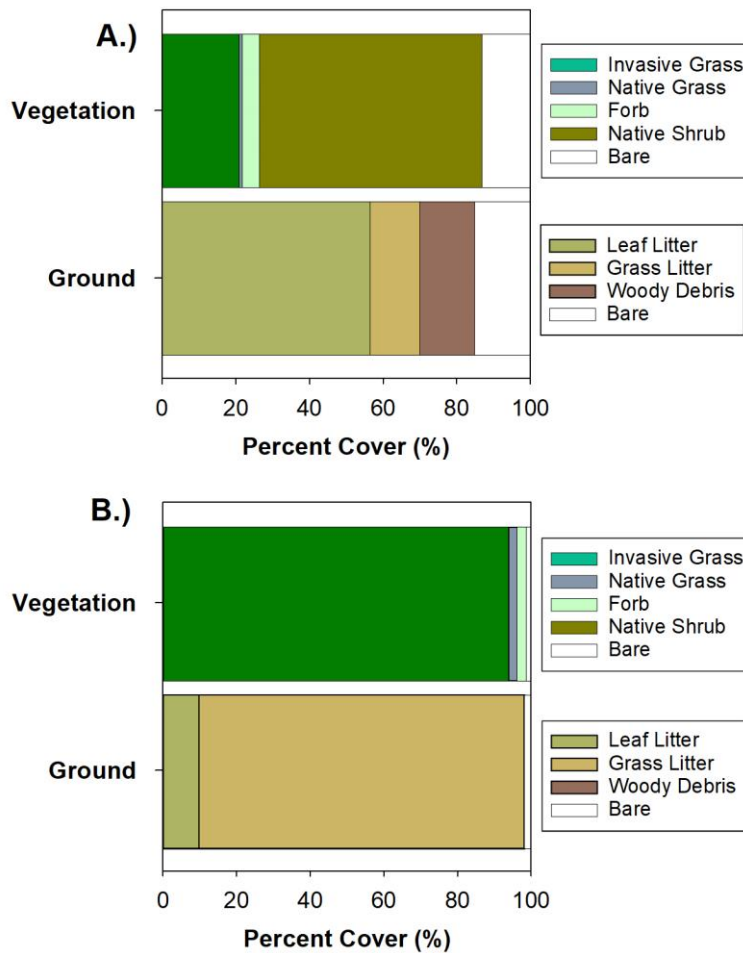 A.)
Vegetation
Ground
Invasive Grass
Native Grass
Forb
Native Shrub
Bare
Leaf Litter
Grass Litter
Woody Debris
Bare
0 20 40 60 80 100
Percent Cover (%)
B.)
Vegetation
Ground
Invasive Grass
Native Grass
Forb
Native Shrub
Bare
Leaf Litter
Grass Litter
Woody Debris
Bare
0 20 40 60 80 100
Percent Cover (%)